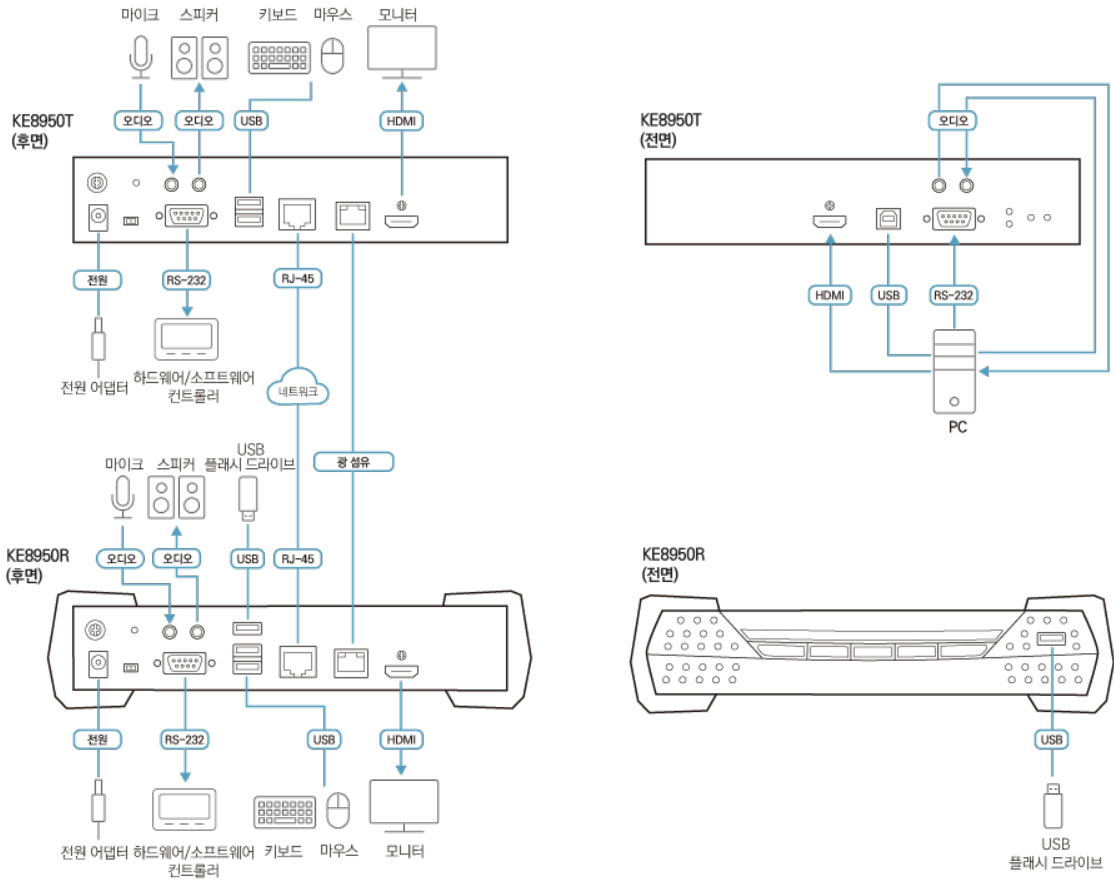 마이크
스피커
키보드
마우스
모니터
오디오
오디오
USB
HDMI
KE8950T
(후면)
전원
RS-232
RJ-45
전원 어댑터
하드웨어/소프트웨어
컨트롤러
네트워크
광 섬유
마이크
스피커
USB
플래시 드라이브
KE8950R
(후면)
오디오
오디오
USB
RJ-45
전원
RS-232
USB
HDMI
전원 어댑터
하드웨어/소프트웨어
컨트롤러
키보드
마우스
모니터
KE8950T
(전면)
오디오
HDMI
USB
RS-232
PC
KE8950R
(전면)
USB
USB
플래시 드라이브